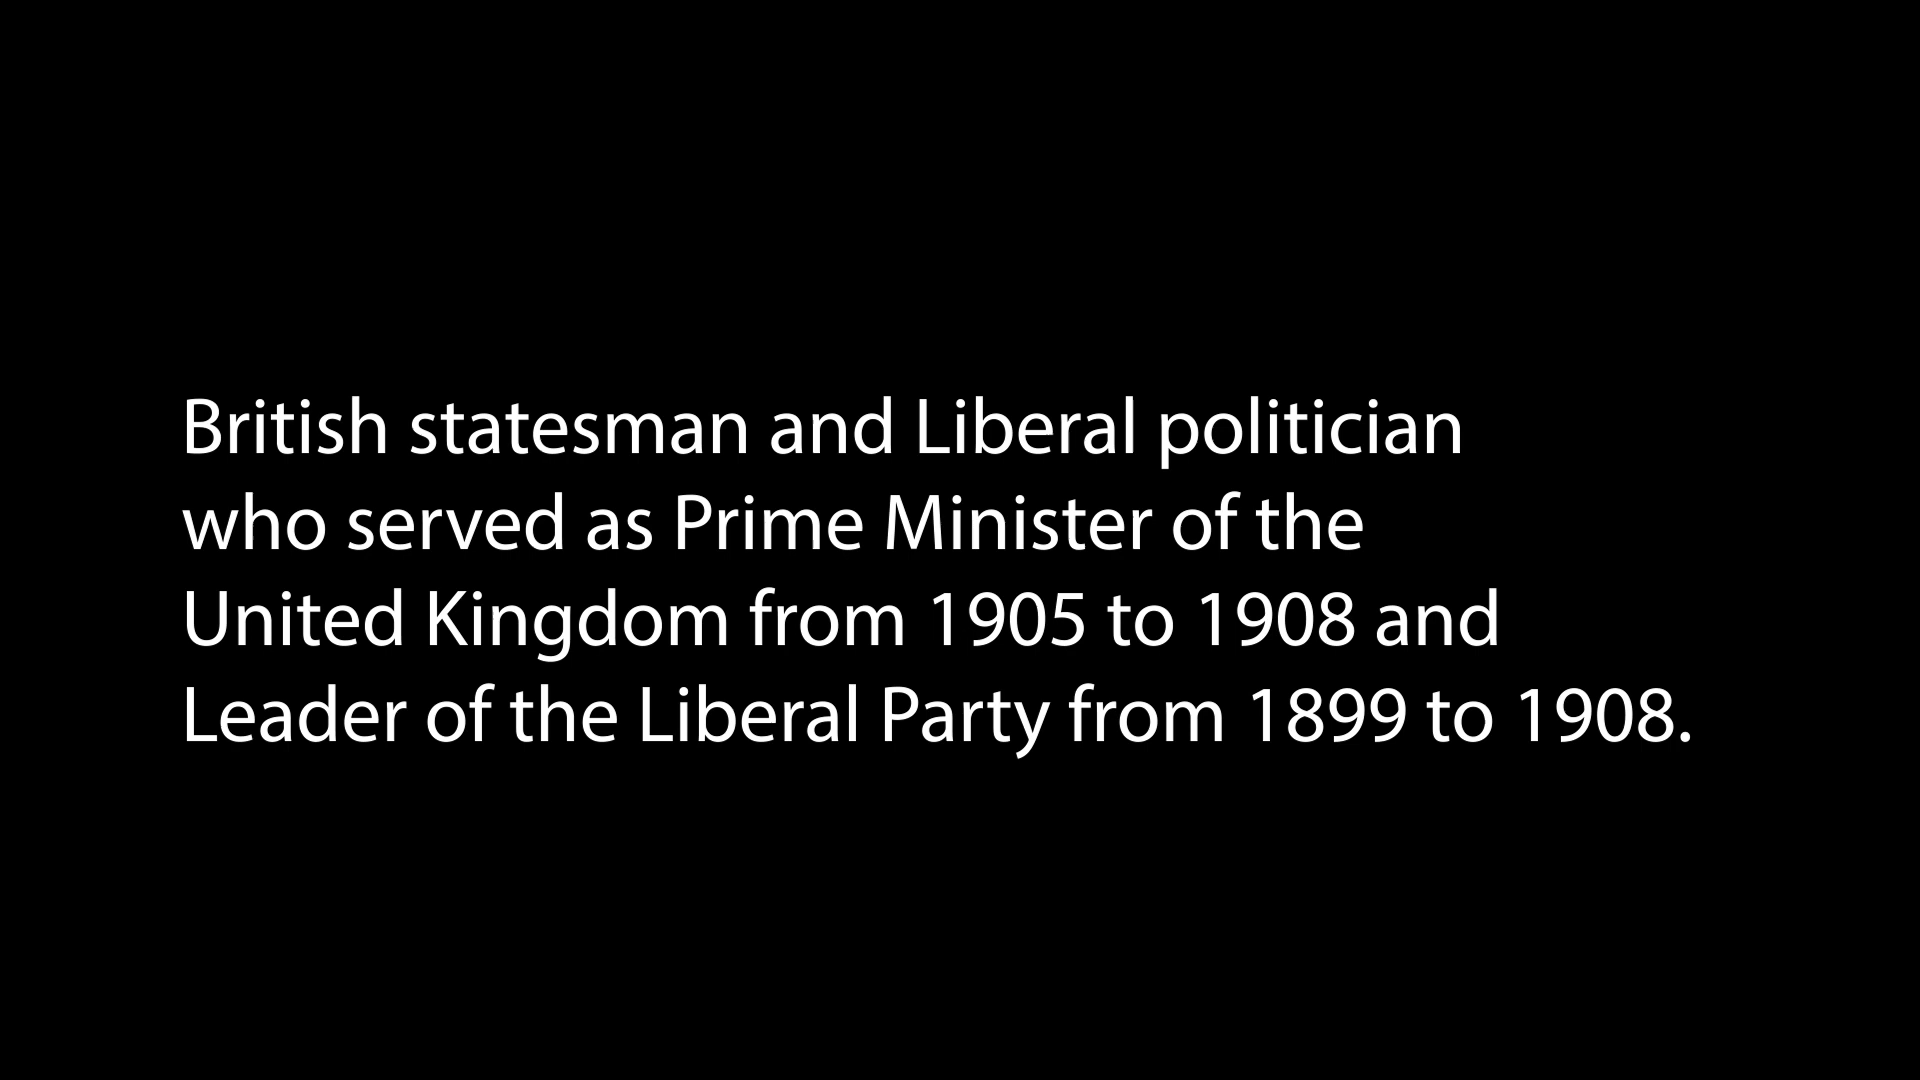 British statesman and Liberal politician
who served as Prime Minister of the
United Kingdom from 1905 to 1908 and
Leader of the Liberal Party from 1899 to 1908.